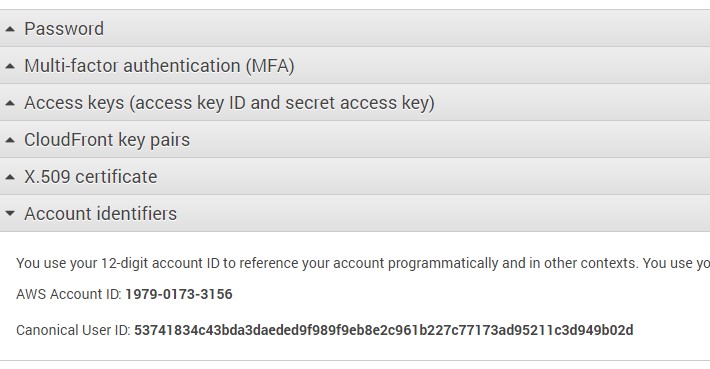 Password
Multi-factor authentication (MFA)
Access keys (access key ID and secret access key)
CloudFront key pairs
X.509 certificate
Account identifiers
You use your 12-digit account ID to reference your account programmatically and in other contexts. You use yo
AWS Account ID: 1979-0173-3156
Canonical User ID: 53741834c43bda3daeded9f989f9eb8e2c961b227c77173ad95211c3d949b02d